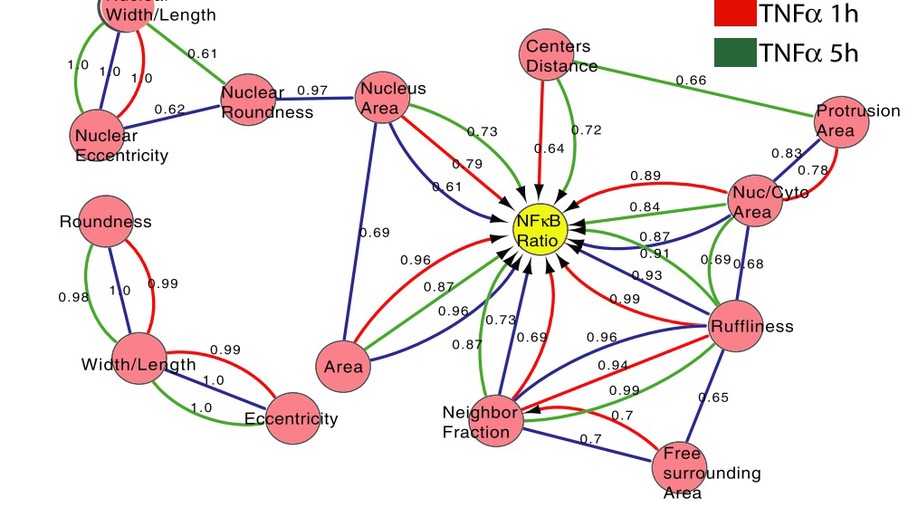 Nuclear
Width/Length
TNFα 1h
TNFα 5h
Centers
Distance
0.61
0.66
1.0
1.0
1.0
Nuclear
Roundness
0.97
Nucleus
Area
0.62
Protrusion
Area
Nuclear
Eccentricity
0.73
0.72
0.64
0.79
0.61
0.83
0.78
0.89
Nuc/Cyto
Area
0.84
Roundness
NFκB
Ratio
0.69
0.87
0.91
0.93
0.69
0.68
0.96
0.87
0.96
0.99
0.98
1.0
0.99
0.73
0.69
0.87
0.96
0.94
0.99
Ruffliness
Width/Length
0.99
1.0
1.0
Area
Eccentricity
Neighbor
Fraction
0.7
0.7
0.65
Free
surrounding
Area